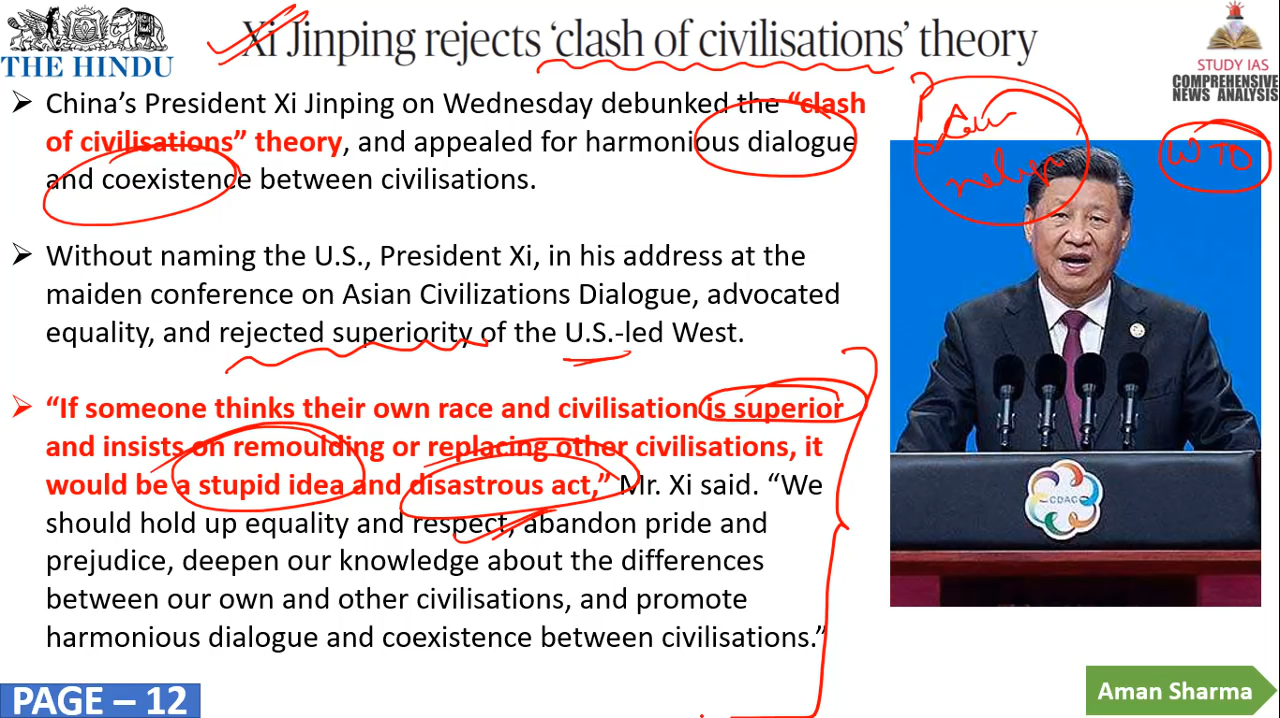 Xi Jinping rejects ‘clash of civilisations’ theory
THE HINDU
STUDY IAS
COMPREHENSIVE
NEWS ANALYSIS
➢ China’s President Xi Jinping on Wednesday debunked the “clash
of civilisations” theory, and appealed for harmonious dialogue
and coexistence between civilisations.
WTO
➢ Without naming the U.S., President Xi, in his address at the
maiden conference on Asian Civilizations Dialogue, advocated
equality, and rejected superiority of the U.S.-led West.
➢ “If someone thinks their own race and civilisation is superior
and insists on remoulding or replacing other civilisations, it
would be a stupid idea and disastrous act,” Mr. Xi said. “We
should hold up equality and respect, abandon pride and
prejudice, deepen our knowledge about the differences
between our own and other civilisations, and promote
harmonious dialogue and coexistence between civilisations.”
CDAC
PAGE – 12
Aman Sharma